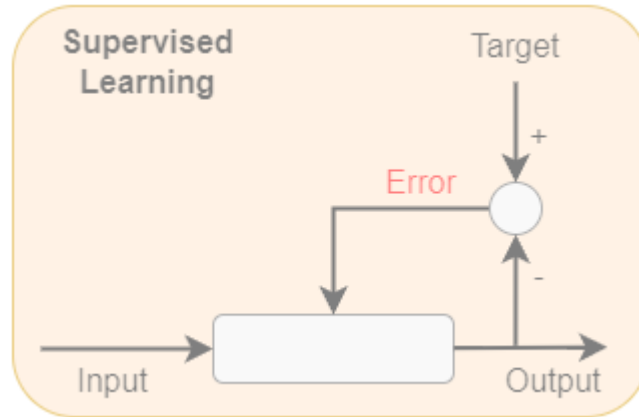 Supervised
Learning
Target
+
Error
-
Input
Output